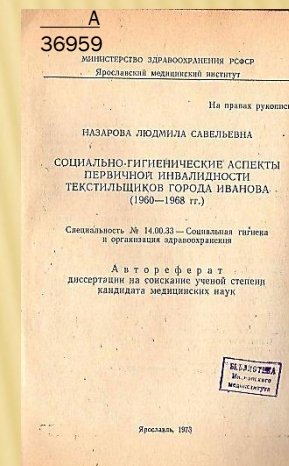 А
36959
МИНИСТЕРСТВО ЗДРАВООХРАНЕНИЯ РСФСР
Ярославский медицинский институт
На правах рукописи
НАЗАРОВА ЛЮДМИЛА САВЕЛЬЕВНА
СОЦИАЛЬНО-ГИГИЕНИЧЕСКИЕ АСПЕКТЫ
ПЕРВИЧНОЙ ИНВАЛИДНОСТИ
ТЕКСТИЛЬЩИКОВ ГОРОДА ИВАНОВА
(1960—1968 гг.)
Специальность № 14.00.33 — Социальная гигиена
и организация здравоохранения
Автореферат
диссертации на соискание ученой степени
кандидата медицинских наук
БИБЛИОТЕКА
мединститута
Ярославль, 1973